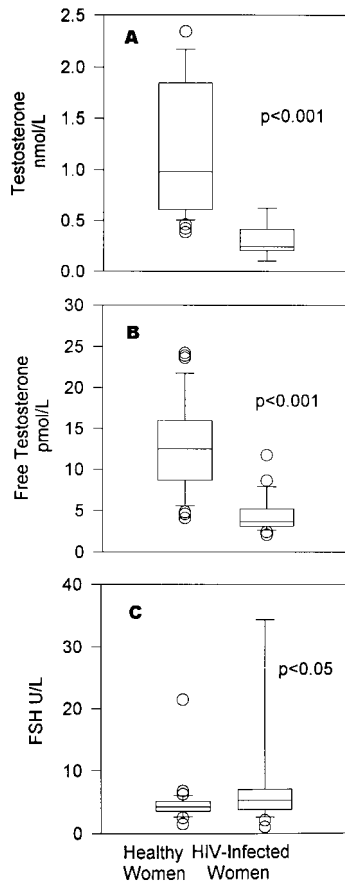 A
Testosterone
nmol/L
2.5
2.0
1.5
1.0
0.5
0.0
p<0.001
B
Free Testosterone
pmol/L
30
25
20
15
10
5
0
p<0.001
C
FSH U/L
40
30
20
10
0
p<0.05
Healthy HIV-Infected
Women Women